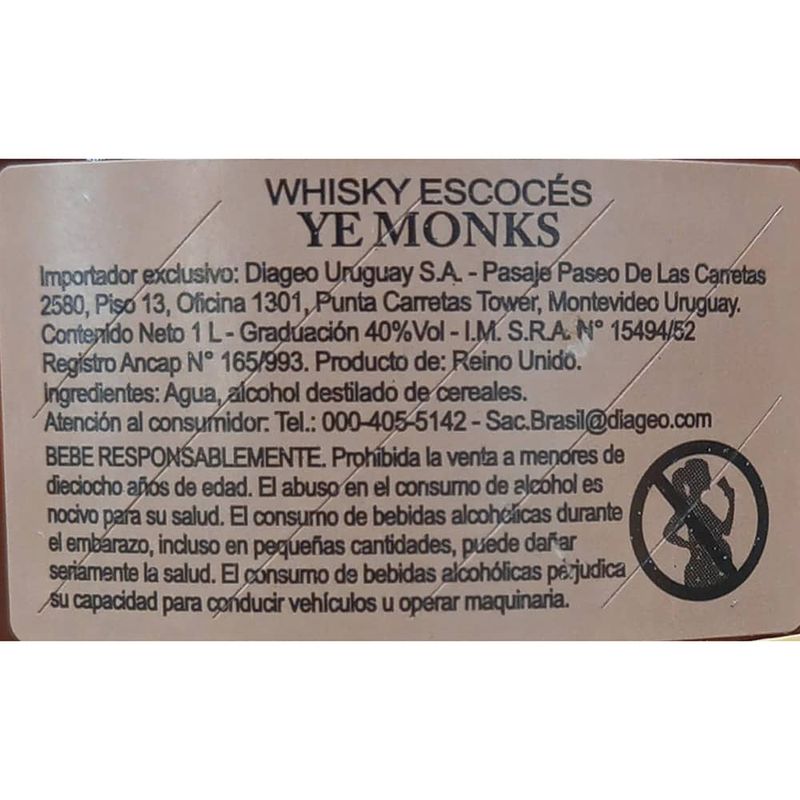 WHISKY ESCOCÉS
YE MONKS
Importador exclusivo: Diageo Uruguay S.A. - Pasaje Paseo De Las Carretas
2580, Piso 13, Oficina 1301, Punta Carretas Tower, Montevideo Uruguay.
Contenido Neto 1 L - Graduación 40%Vol - I.M. S.R.A. N° 15494/52
Registro Ancap N° 165/993. Producto de: Reino Unido.
Ingredientes: Agua, alcohol destilado de cereales.
Atención al consumidor: Tel.: 000-405-5142 - Sac.Brasil@diageo.com
BEBE RESPONSABLEMENTE. Prohibida la venta a menores de
dieciocho años de edad. El abuso en el consumo de alcohol es
nocivo para su salud. El consumo de bebidas alcohólicas durante
el embarazo, incluso en pequeñas cantidades, puede dañar
seriamente la salud. El consumo de bebidas alcohólicas perjudica
su capacidad para conducir vehículos u operar maquinaria.